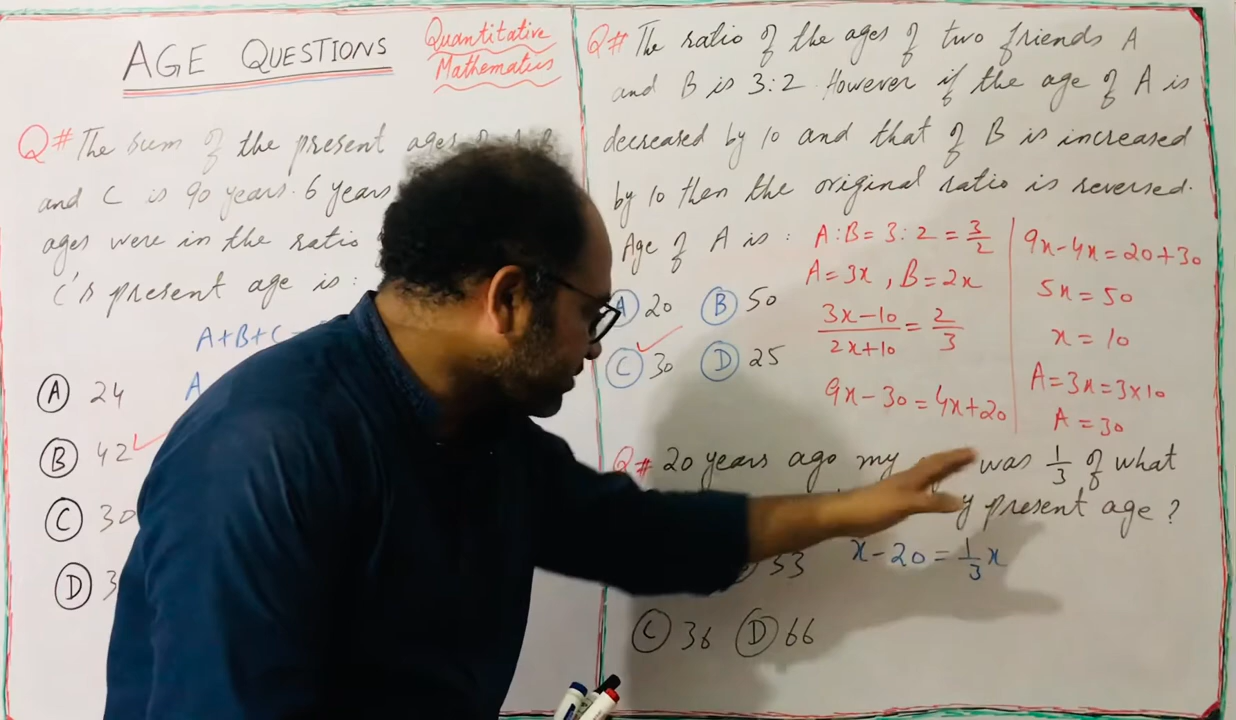 AGE QUESTIONS
Quantitative
Mathematics
Q# The sum of the present ages
and C is 90 years. 6 years
ages were in the ratio
C's present age is:
A+B+C
A
A 24
B 42
C 30
D 3
Q# The ratio of the ages of two friends A
and B is 3:2. However if the age of A is
decreased by 10 and that of B is increased
by 10 then the original ratio is reversed.
Age of A is :
A 20 B 50
C 30 D 25
A:B = 3:2 = 3/2
A = 3x , B = 2x
3x-10/2x+10 = 2/3
9x-30 = 4x+20
9x-4x = 20+30
5x = 50
x = 10
A = 3x = 3x10
A = 30
Q# 20 years ago my was 1/3 of what
present age ?
53
C 36 D 66
x-20 = 1/3 x